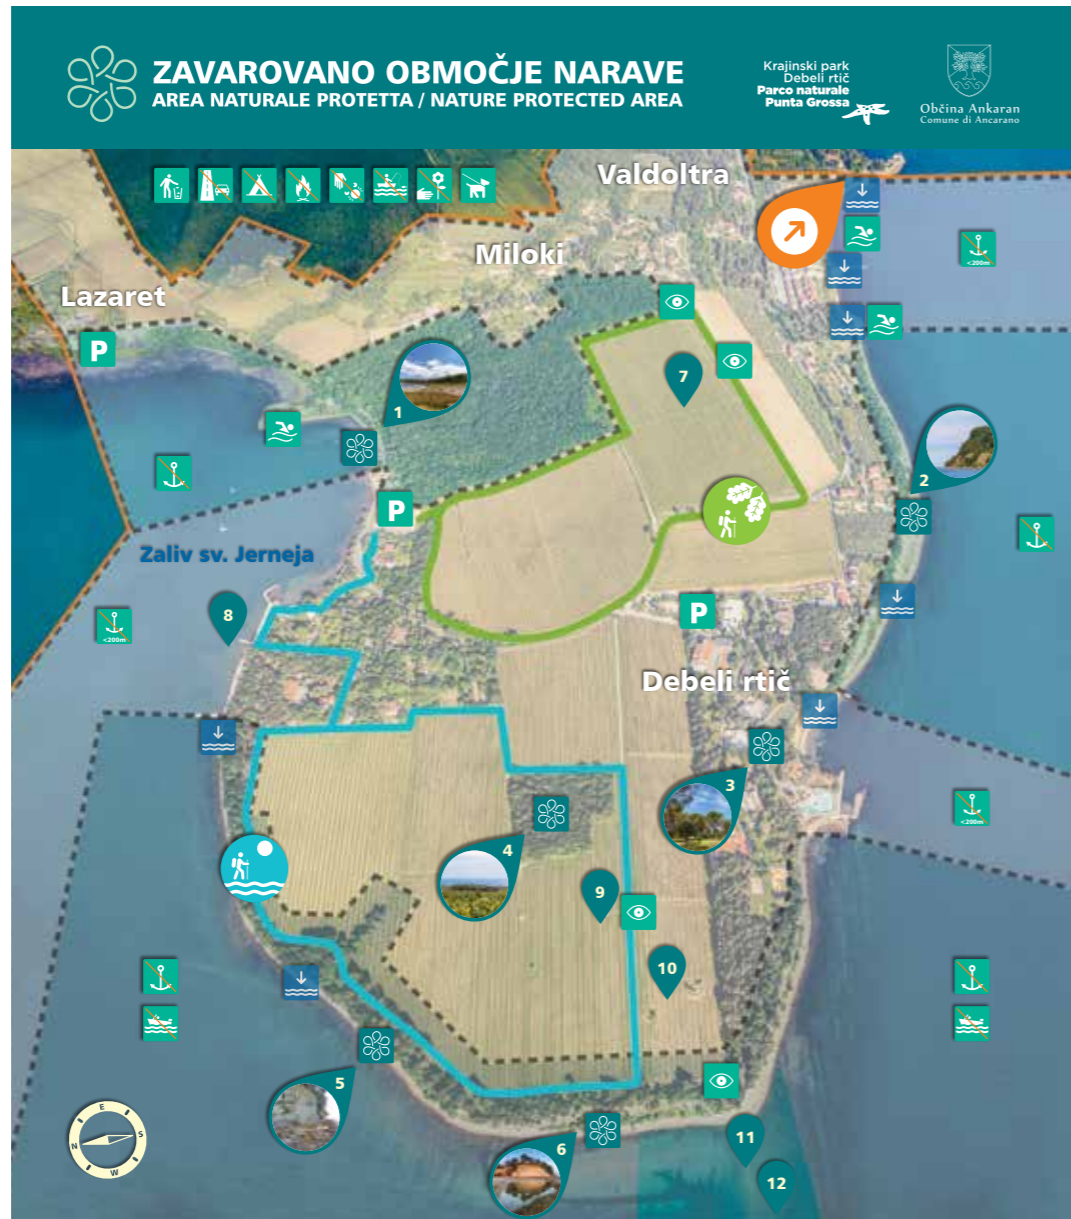 ZAVAROVANO OBMOČJE NARAVE
AREA NATURALE PROTETTA / NATURE PROTECTED AREA
Krajinski park
Debeli rtič
Parco naturale
Punta Grossa
Občina Ankaran
Comune di Ancarano
Valdoltra
Miloki
<200m
Lazaret
P
7
1
2
P
Zaliv sv. Jerneja
8
<200m
P
Debeli rtič
3
<200m
4
9
10
5
E
N
S
W
11
6
12